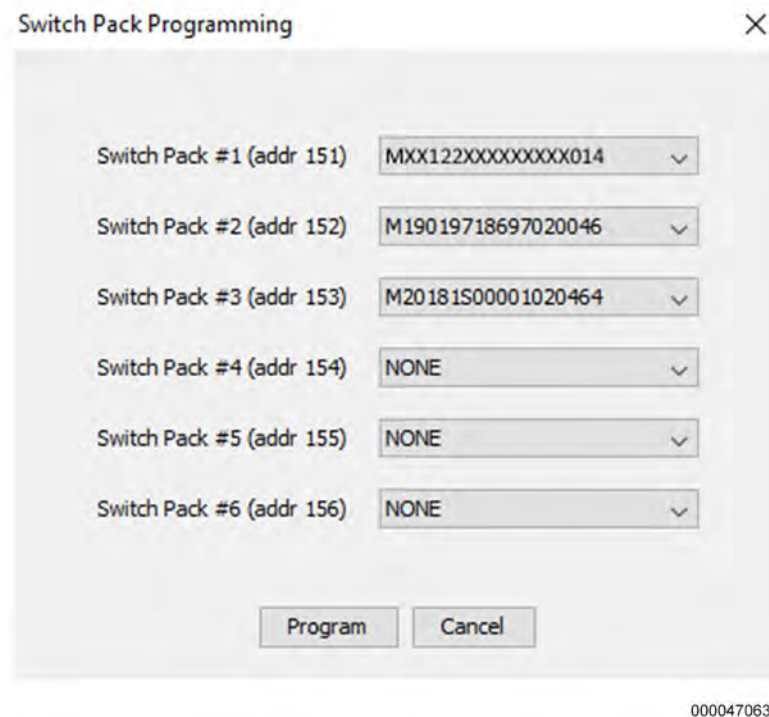 Switch Pack Programming
Switch Pack #1 (addr 151) MXX122XXXXXXXXX014
Switch Pack #2 (addr 152) M19019718697020046
Switch Pack #3 (addr 153) M20181S00001020464
Switch Pack #4 (addr 154) NONE
Switch Pack #5 (addr 155) NONE
Switch Pack #6 (addr 156) NONE
Program Cancel
000047063